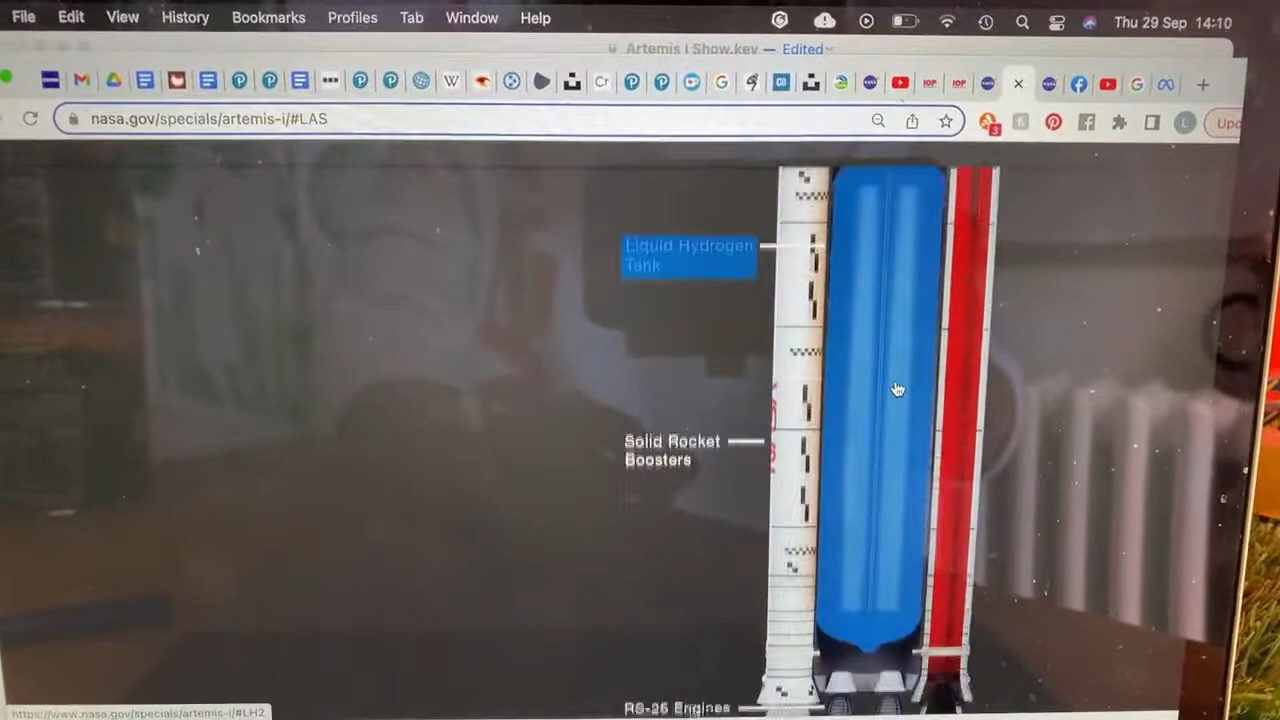 File Edit View History Bookmarks Profiles Tab Window Help Thu 29 Sep 14:10
Artemis I Show.key — Edited
nasa.gov/specials/artemis-i/#LAS
3
L
Upd
Liquid Hydrogen
Tank
Solid Rocket
Boosters
RS-25 Engines
https://www.nasa.gov/specials/artemis-i/#LH2